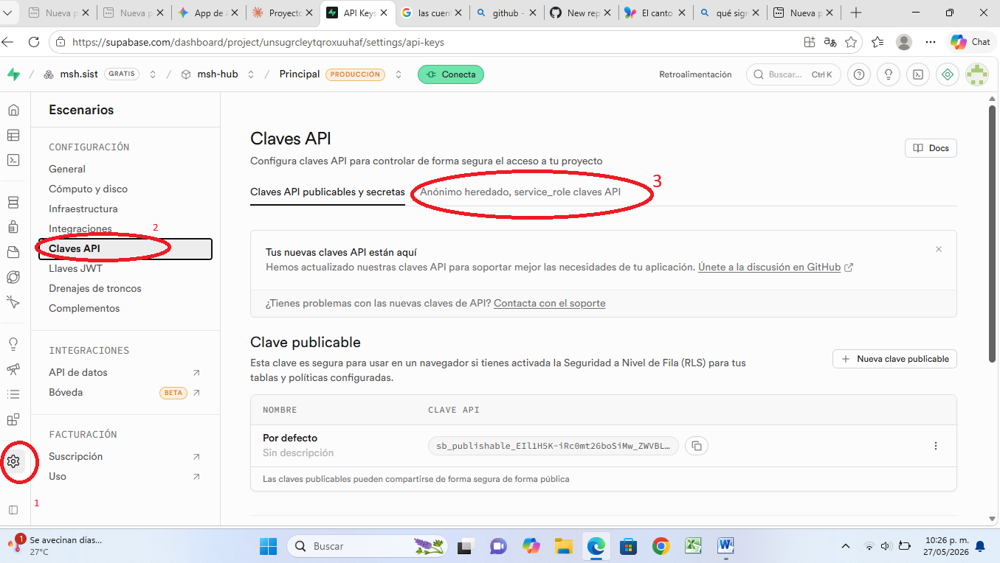 Nueva p
Nueva p
App de A
Proyecto
API Keys
las cuent
github -
New rep
El canto
qué sign
Nueva p
https://supabase.com/dashboard/project/unsugrcleytqroxuuhaf/settings/api-keys
Chat
/ msh.sist GRATIS / msh-hub / Principal PRODUCCIÓN Conecta
Retroalimentación
Buscar... Ctrl K
Escenarios
CONFIGURACIÓN
General
Cómputo y disco
Infraestructura
Integraciones
2
Claves API
Llaves JWT
Drenajes de troncos
Complementos
INTEGRACIONES
API de datos
Bóveda BETA
FACTURACIÓN
Suscripción
Uso
1
Claves API
Configura claves API para controlar de forma segura el acceso a tu proyecto
Docs
Claves API publicables y secretas
Anónimo heredado, service_role claves API
3
Tus nuevas claves API están aquí
Hemos actualizado nuestras claves API para soportar mejor las necesidades de tu aplicación. Únete a la discusión en GitHub
¿Tienes problemas con las nuevas claves de API? Contacta con el soporte
Clave publicable
Esta clave es segura para usar en un navegador si tienes activada la Seguridad a Nivel de Fila (RLS) para tus
tablas y políticas configuradas.
Nueva clave publicable
NOMBRE CLAVE API
Por defecto
Sin descripción
sb_publishable_EIl1H5K-iRc0mt26boSiMw_ZWVBL…
Las claves publicables pueden compartirse de forma segura de forma pública
1
Se avecinan días...
27°C
Buscar
10:26 p. m.
27/05/2026